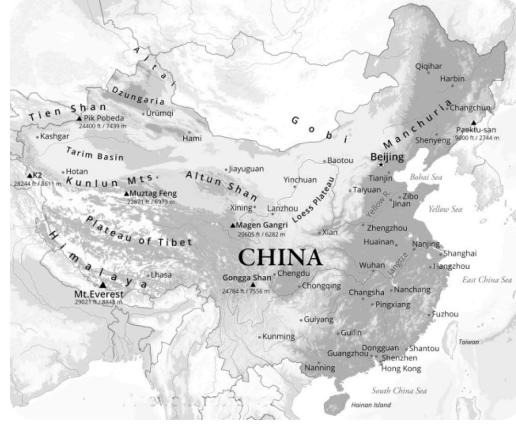 Altai
Qiqihar
Harbin
Dzungaria
Tien Shan
Pik Pobeda
24400 ft / 7439 m
Ürümqi
Changchun
Manchuria
Gobi
Paektu-san
9000 ft / 2744 m
Kashgar
Hami
Shenyeng
Tarim Basin
Baotou
Beijing
K2
28244 ft / 8611 m
Hotan
Kunlun Mts.
Jiayuguan
Altun Shan
Yinchuan
Tianjin
Bohai Sea
Muztag Feng
22871 ft / 6973 m
Taiyuan
Zibo
Jinan
Yellow R.
Xining
Lanzhou
Loess Plateau
Yellow Sea
Magen Gangri
20605 ft / 6282 m
Xian
Zhengzhou
Plateau of Tibet
Huainan
Nanjing
Himalaya
CHINA
Shanghai
Hangzhou
Lhasa
Gongga Shan
24784 ft / 7556 m
Chengdu
Wuhan
Yangtze
East China Sea
Mt.Everest
29021 ft / 8848 m
Chongqing
Changsha
Nanchang
Pingxiang
Guiyang
Fuzhou
Kunming
Guilin
Taiwan
Dongguan
Shantou
Guangzhou
Shenzhen
Nanning
Hong Kong
South China Sea
Hainan Island